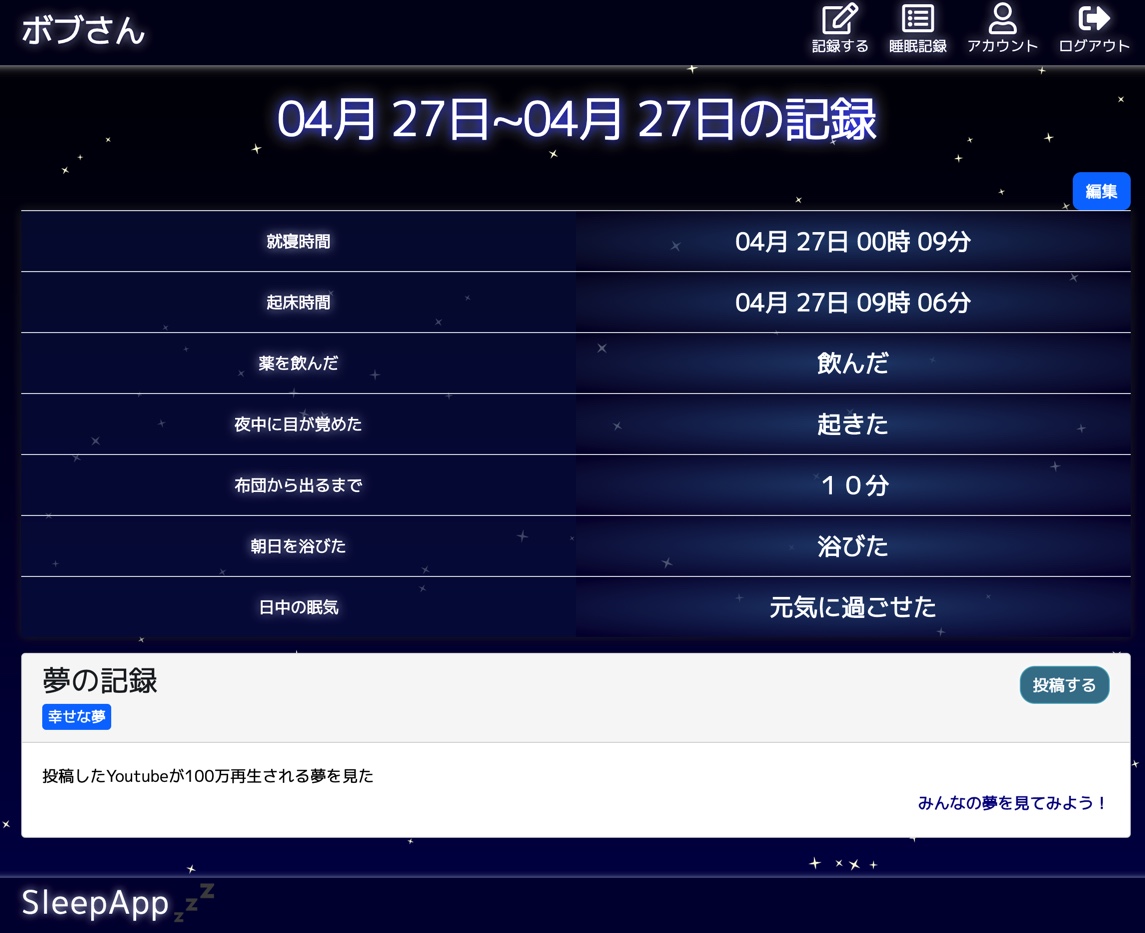 ボブさん
記録する 睡眠記録 アカウント ログアウト
04月 27日~04月 27日の記録
編集
就寝時間 04月 27日 00時 09分
起床時間 04月 27日 09時 06分
薬を飲んだ 飲んだ
夜中に目が覚めた 起きた
布団から出るまで １０分
朝日を浴びた 浴びた
日中の眠気 元気に過ごせた
夢の記録
投稿する
幸せな夢
投稿したYoutubeが100万再生される夢を見た
みんなの夢を見てみよう！
SleepApp zzz